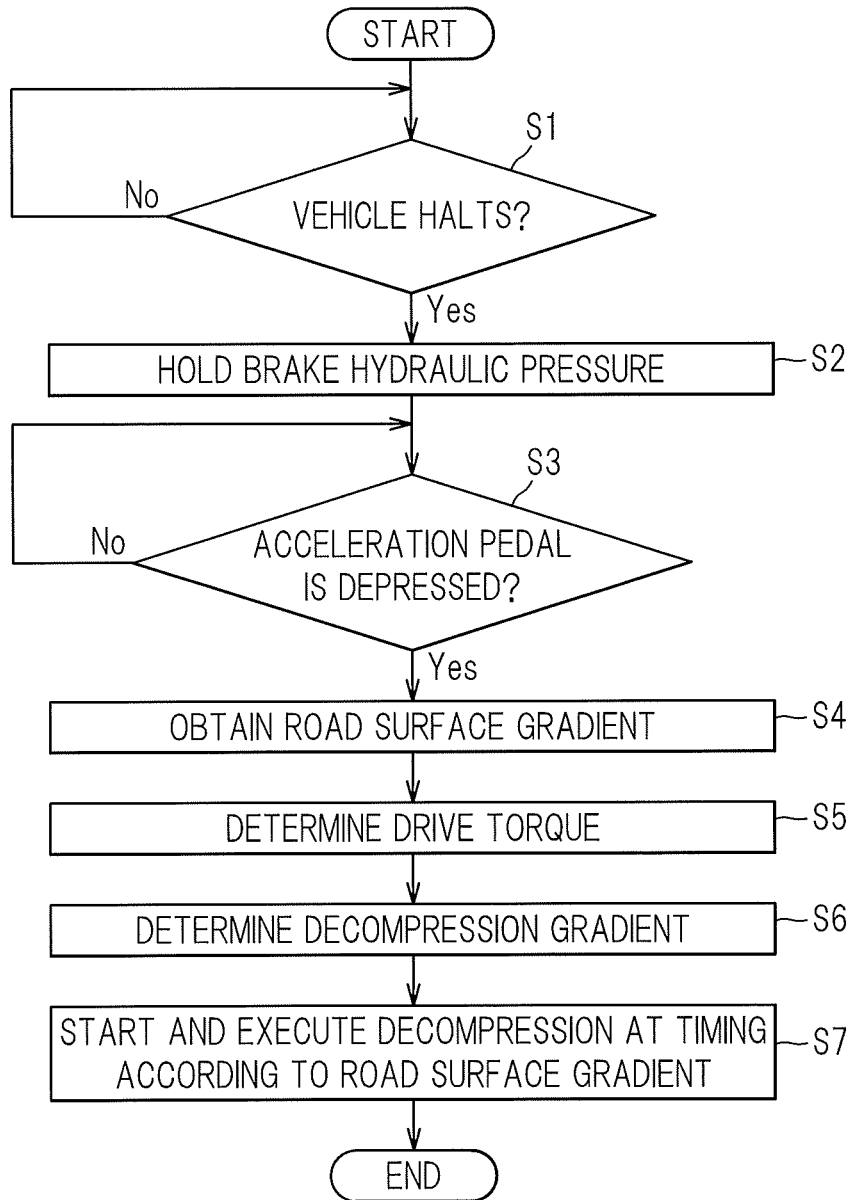 START
S1
No
VEHICLE HALTS?
Yes
HOLD BRAKE HYDRAULIC PRESSURE
S2
S3
No
ACCELERATION PEDAL
IS DEPRESSED?
Yes
OBTAIN ROAD SURFACE GRADIENT
S4
DETERMINE DRIVE TORQUE
S5
DETERMINE DECOMPRESSION GRADIENT
S6
START AND EXECUTE DECOMPRESSION AT TIMING
ACCORDING TO ROAD SURFACE GRADIENT
S7
END